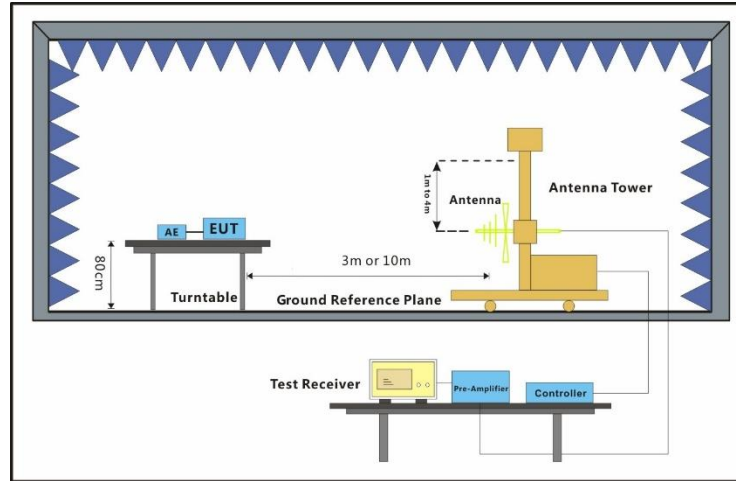 1m to 4m
Antenna
Antenna Tower
AE
EUT
80cm
3m or 10m
Turntable
Ground Reference Plane
Test Receiver
Pre-Amplifier
Controller